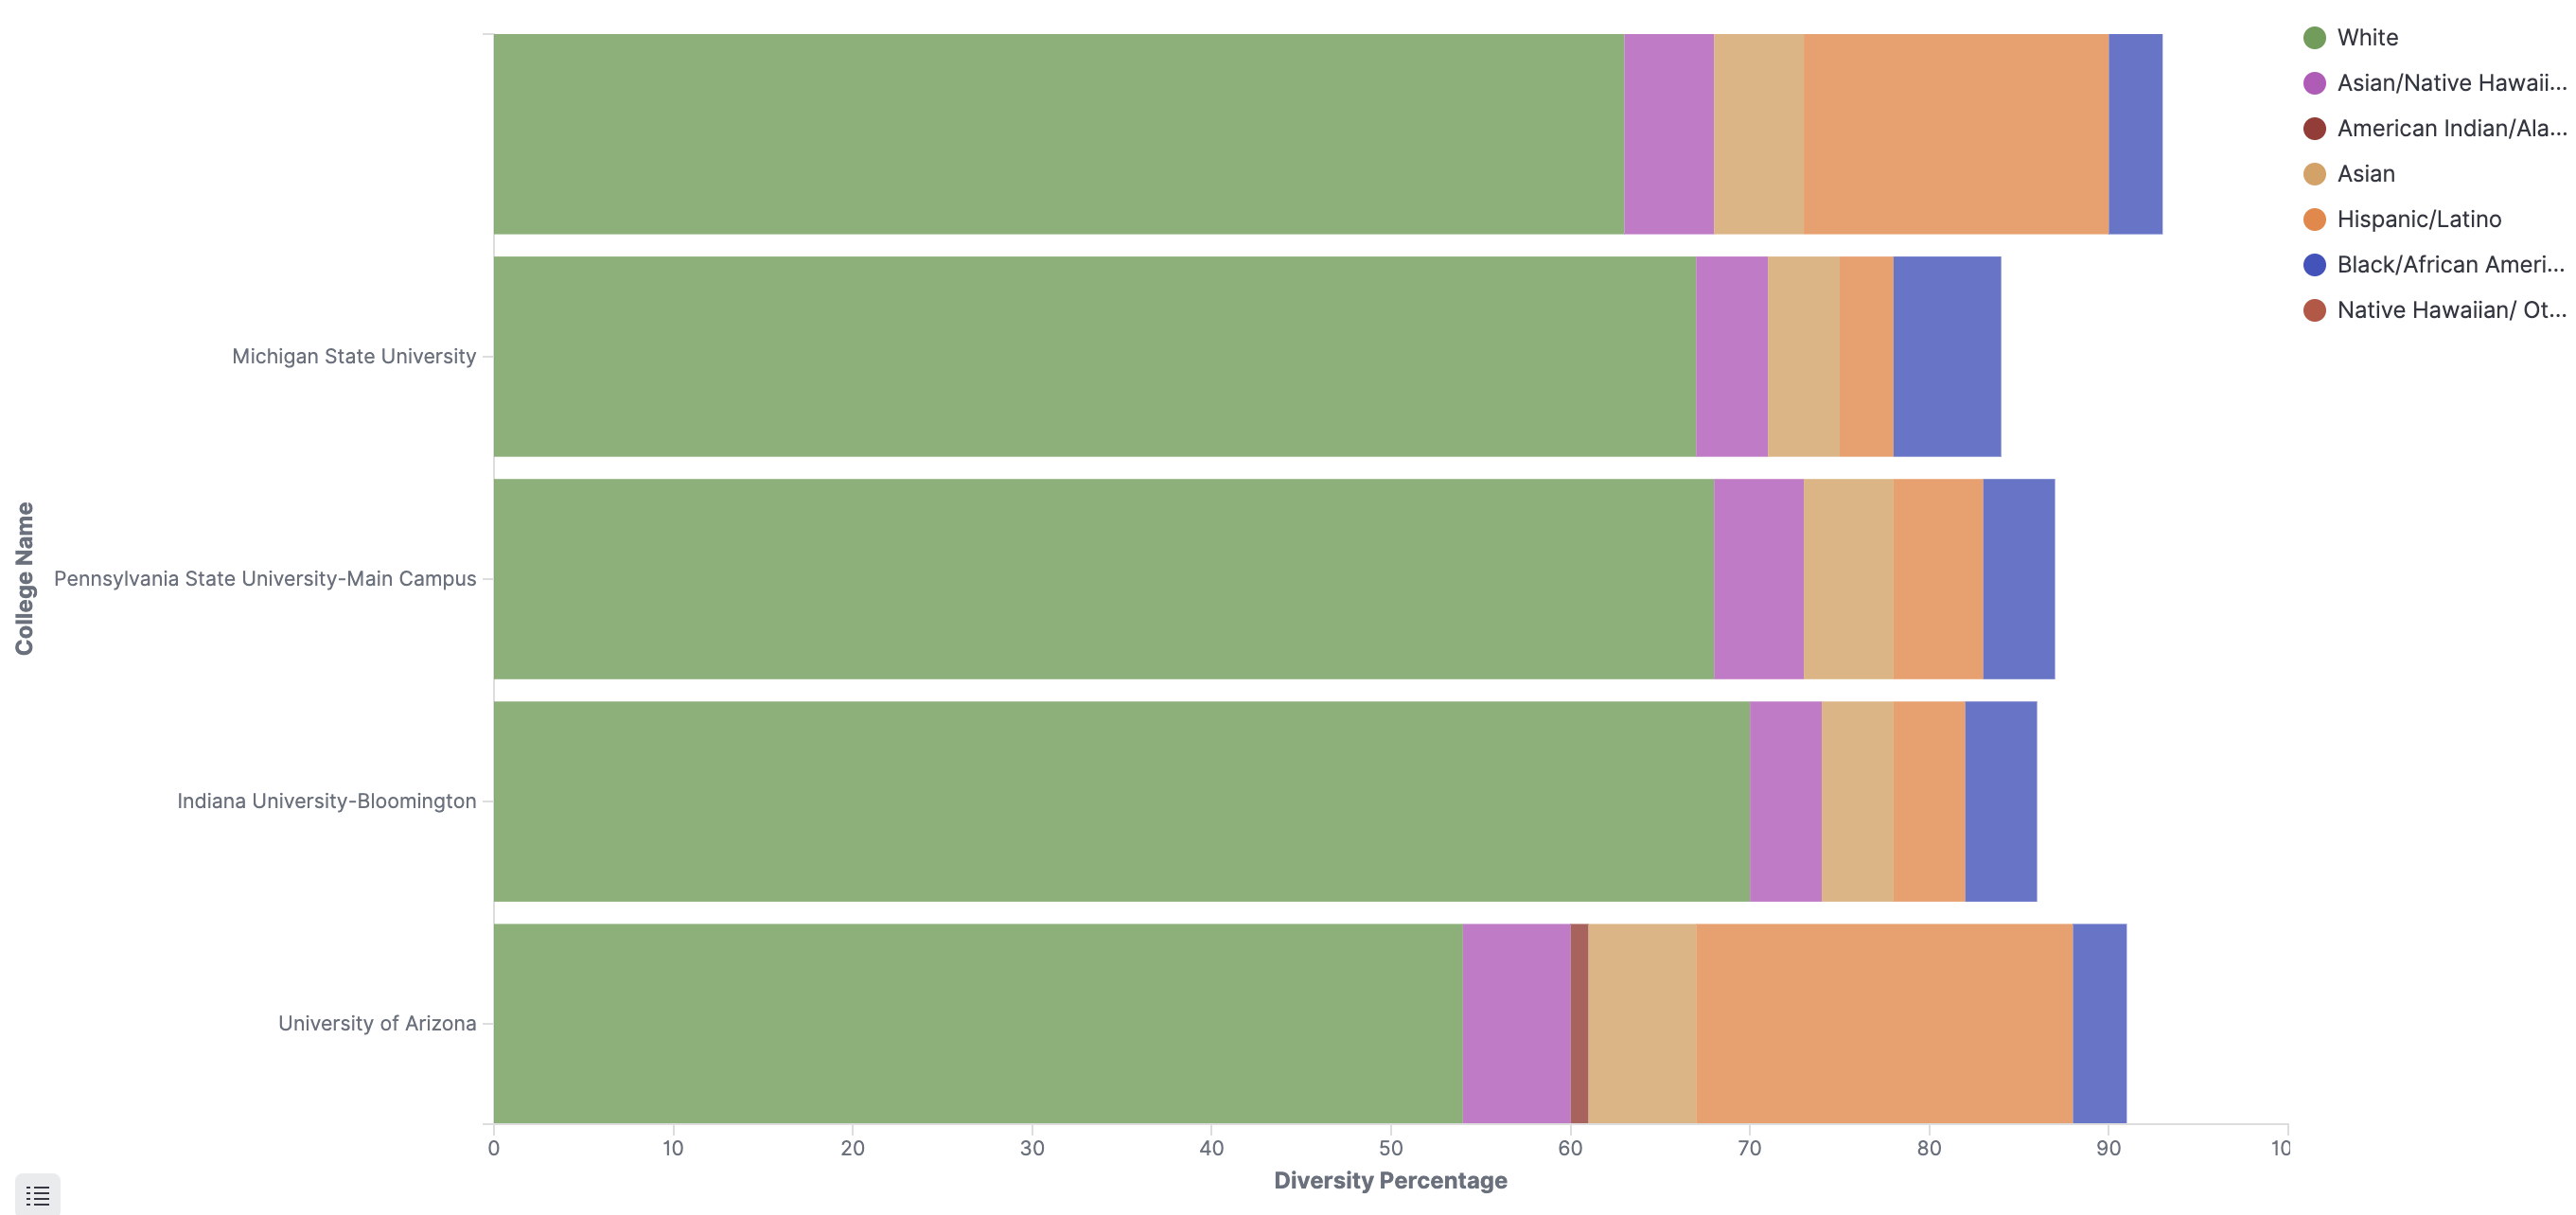 White
Asian/Native Hawaii...
American Indian/Ala...
Asian
Hispanic/Latino
Black/African Ameri...
Native Hawaiian/ Ot...
College Name
Michigan State University
Pennsylvania State University-Main Campus
Indiana University-Bloomington
University of Arizona
0 10 20 30 40 50 60 70 80 90 10
Diversity Percentage